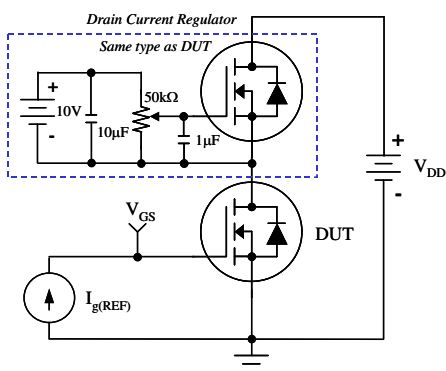 Drain Current Regulator
Same type as DUT
+
10V
-
10µF
50kΩ
1µF
+
V_DD
-
V_GS
DUT
I_g(REF)